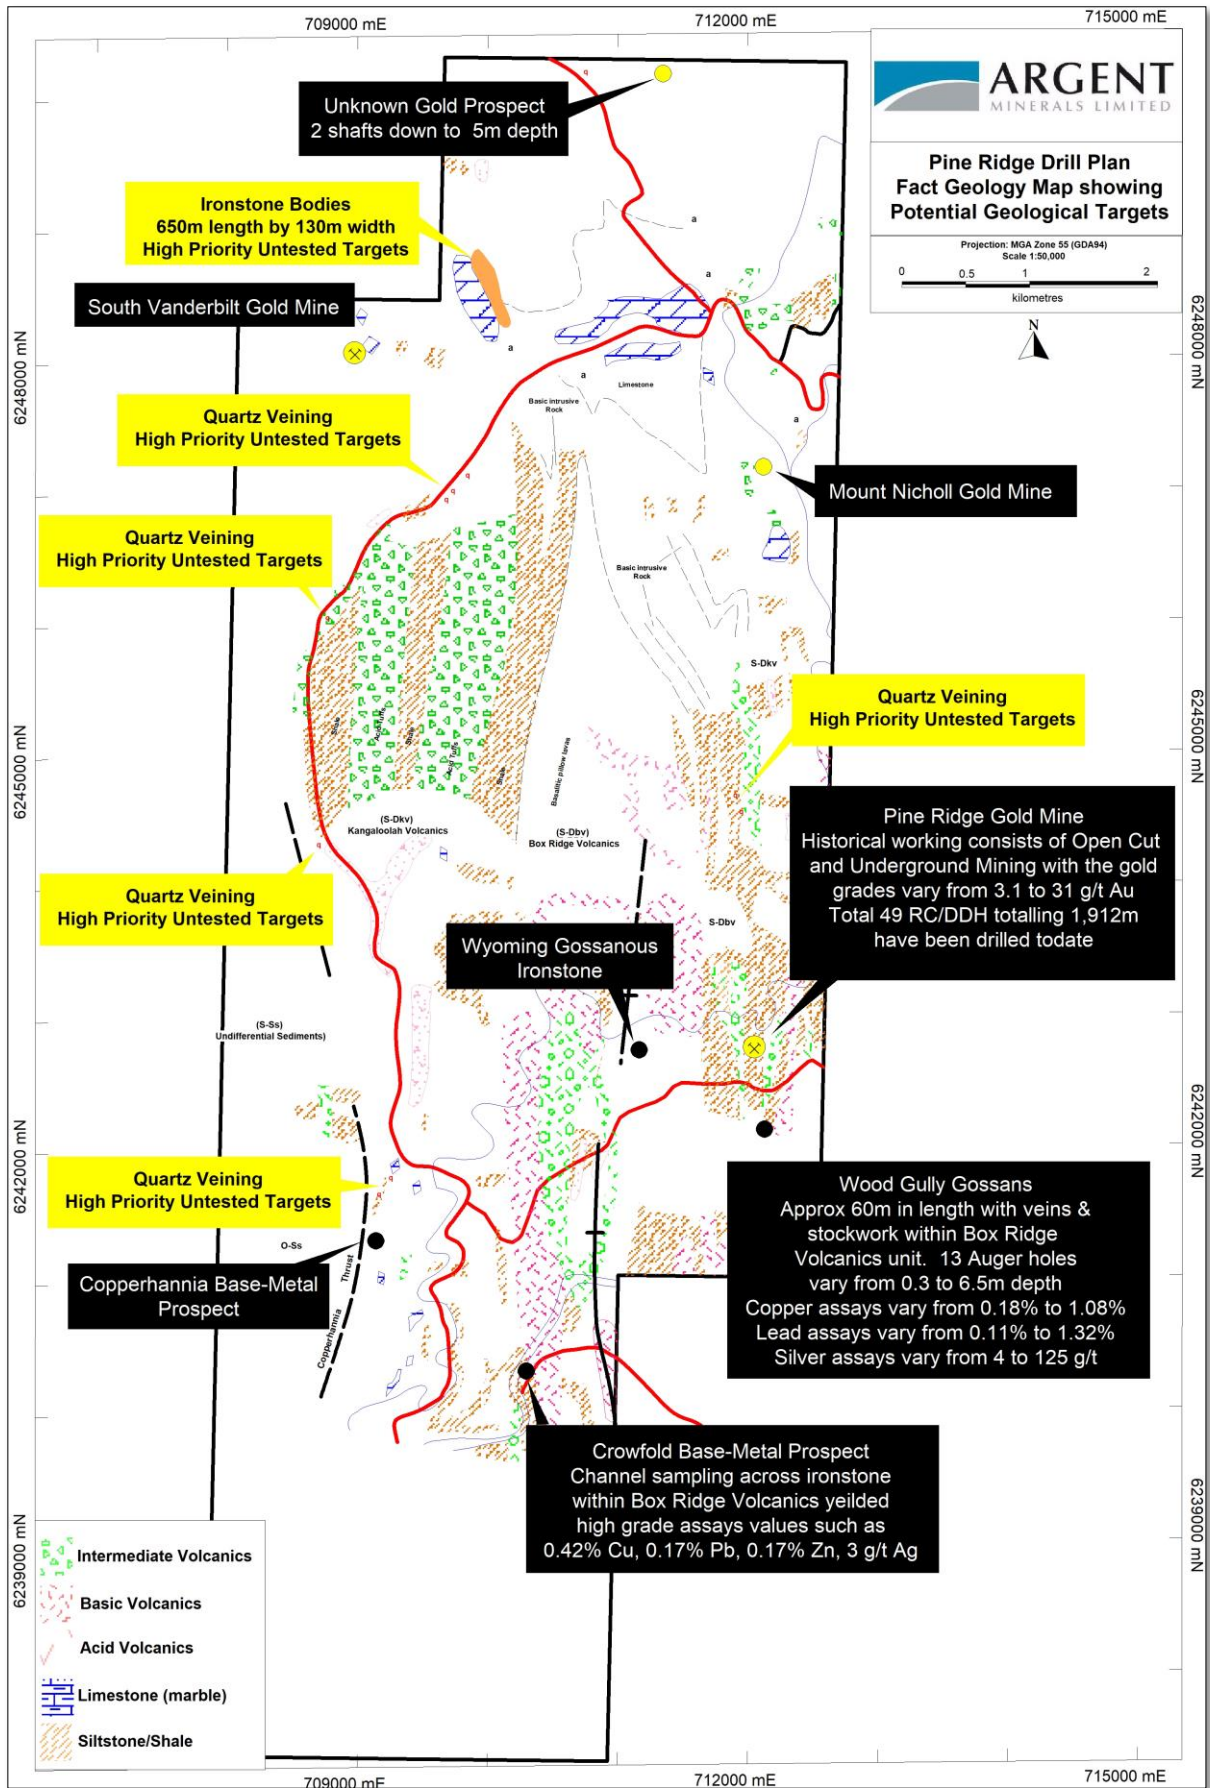 709000 mE
712000 mE
715000 mE
ARGENT
MINERALS LIMITED
Pine Ridge Drill Plan
Fact Geology Map showing
Potential Geological Targets
Projection: MGA Zone 55 (GDA94)
Scale 1:50,000
0 0.5 1 2
kilometres
N
Unknown Gold Prospect
2 shafts down to 5m depth
q
Ironstone Bodies
650m length by 130m width
High Priority Untested Targets
a
a
South Vanderbilt Gold Mine
6248000 mN
6248000 mN
a
a
Limestone
Basic intrusive
Rock
a
Quartz Veining
High Priority Untested Targets
q
q
q
Mount Nicholl Gold Mine
Quartz Veining
High Priority Untested Targets
Basic intrusive
Rock
S-Dkv
Quartz Veining
High Priority Untested Targets
6245000 mN
6245000 mN
Shale
Acid Tuffs
Shale
Acid Tuffs
Shale
Basaltic pillow lavas
(S-Dkv)
Kangaloolah Volcanics
(S-Dbv)
Box Ridge Volcanics
q
Pine Ridge Gold Mine
Historical working consists of Open Cut
and Underground Mining with the gold
grades vary from 3.1 to 31 g/t Au
Total 49 RC/DDH totalling 1,912m
have been drilled todate
Quartz Veining
High Priority Untested Targets
S-Dbv
Wyoming Gossanous
Ironstone
(S-Ss)
Undifferential Sediments)
6242000 mN
6242000 mN
Quartz Veining
High Priority Untested Targets
Wood Gully Gossans
Approx 60m in length with veins &
stockwork within Box Ridge
Volcanics unit. 13 Auger holes
vary from 0.3 to 6.5m depth
Copper assays vary from 0.18% to 1.08%
Lead assays vary from 0.11% to 1.32%
Silver assays vary from 4 to 125 g/t
O-Ss
Copperhannia Base-Metal
Prospect
Copperhannia Thrust
Crowfold Base-Metal Prospect
Channel sampling across ironstone
within Box Ridge Volcanics yeilded
high grade assays values such as
0.42% Cu, 0.17% Pb, 0.17% Zn, 3 g/t Ag
6239000 mN
6239000 mN
Intermediate Volcanics
Basic Volcanics
Acid Volcanics
Limestone (marble)
Siltstone/Shale
709000 mE
712000 mE
715000 mE